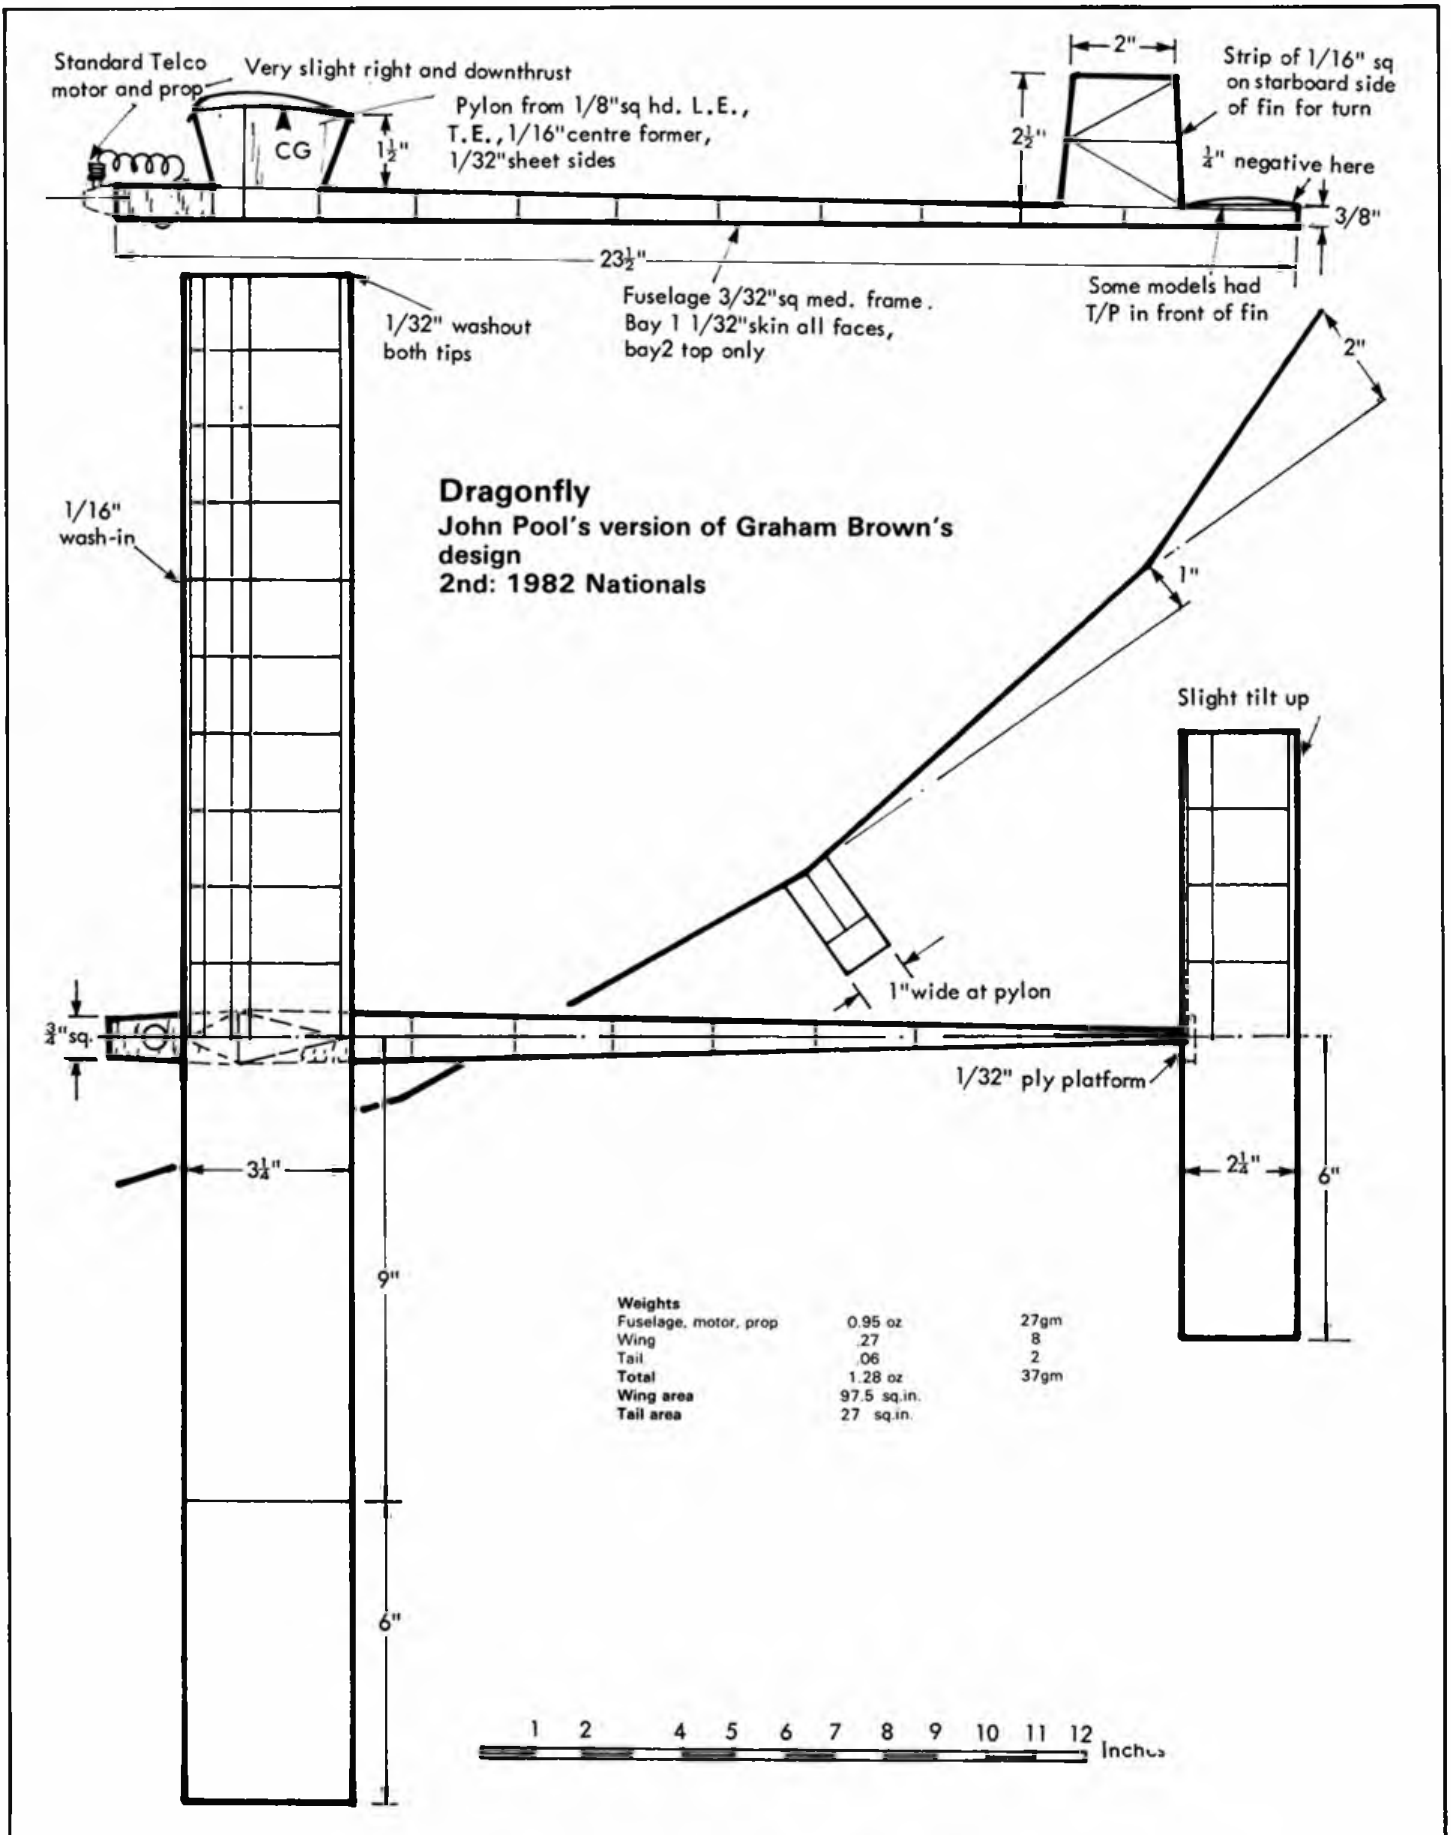 Standard Telco
motor and prop
Very slight right and downthrust
Pylon from 1/8"sq hd. L.E.,
T.E., 1/16"centre former,
1/32"sheet sides
CG
1½"
2"
2½"
Strip of 1/16" sq
on starboard side
of fin for turn
¼" negative here
3/8"
23½"
1/32" washout
both tips
Fuselage 3/32"sq med. frame.
Bay 1 1/32"skin all faces,
bay2 top only
Some models had
T/P in front of fin
2"
1/16"
wash-in
Dragonfly
John Pool's version of Graham Brown's
design
2nd: 1982 Nationals
1"
Slight tilt up
1"wide at pylon
¾"sq.
1/32" ply platform
3¼"
2¼"
6"
9"
Weights
Fuselage, motor, prop 0.95 oz 27gm
Wing .27 8
Tail .06 2
Total 1.28 oz 37gm
Wing area 97.5 sq.in.
Tail area 27 sq.in.
6"
1 2 4 5 6 7 8 9 10 11 12 Inches